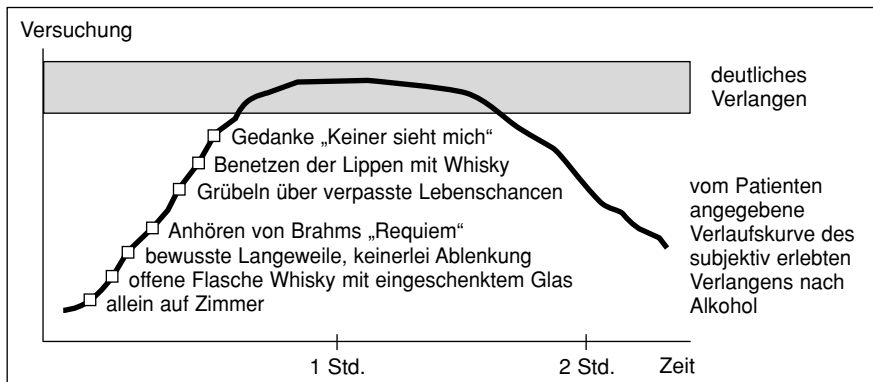 Versuchung
deutliches
Verlangen
Gedanke „Keiner sieht mich“
Benetzen der Lippen mit Whisky
Grübeln über verpasste Lebenschancen
Anhören von Brahms „Requiem“
bewusste Langeweile, keinerlei Ablenkung
offene Flasche Whisky mit eingeschenktem Glas
allein auf Zimmer
vom Patienten
angegebene
Verlaufskurve des
subjektiv erlebten
Verlangens nach
Alkohol
1 Std.
2 Std.
Zeit